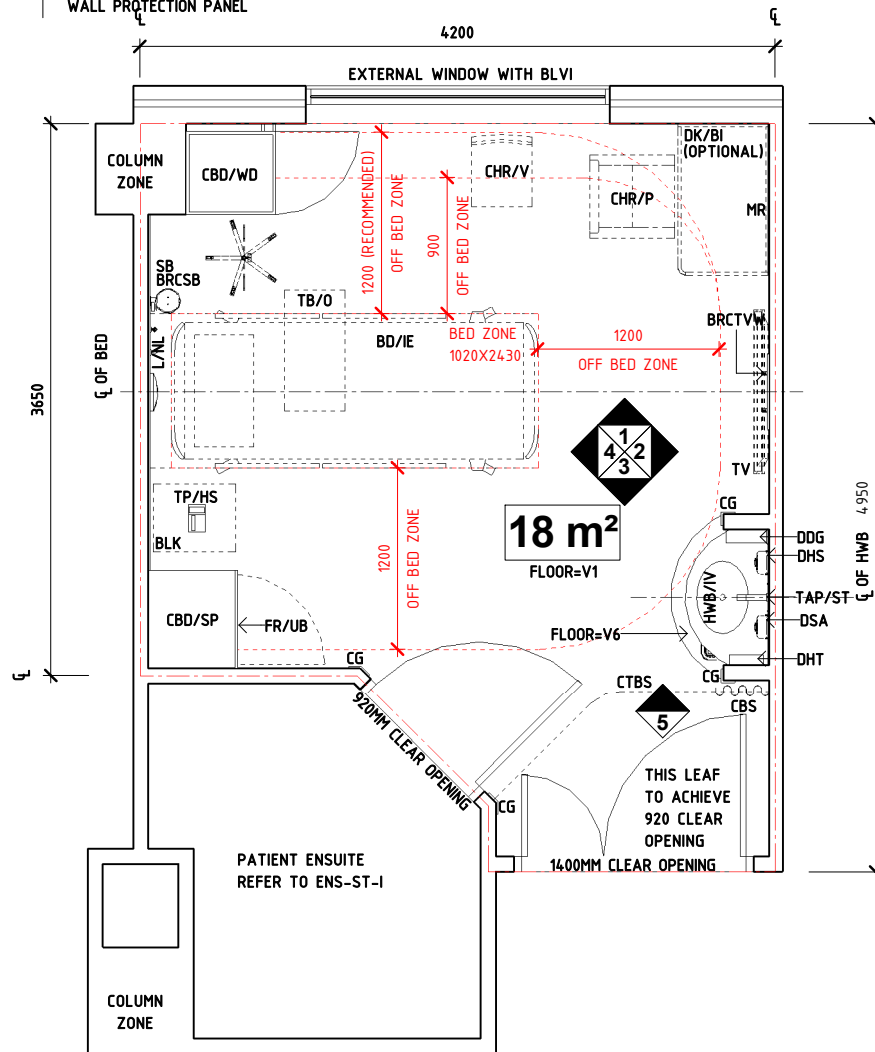 WALL PROTECTION PANEL
℄
℄
4200
EXTERNAL WINDOW WITH BLVI
COLUMN
ZONE
CBD/WD
1200 (RECOMMENDED)
OFF BED ZONE
900
OFF BED ZONE
CHR/V
CHR/P
DK/BI
(OPTIONAL)
MR
SB
BRCSB
TB/O
L/NL *
BD/IE
BED ZONE
1020X2430
1200
OFF BED ZONE
BRCTVW
℄ OF BED
3650
1
4 2
3
TV
TP/HS
BLK
1200
OFF BED ZONE
18 m²
FLOOR=V1
CG
DDG
DHS
HWB/IV
TAP/ST
DSA
DHT
℄ OF HWB
4950
CBD/SP
FR/UB
FLOOR=V6
℄
CG
CG
CTBS
CBS
5
920MM CLEAR OPENING
CG
THIS LEAF
TO ACHIEVE
920 CLEAR
OPENING
1400MM CLEAR OPENING
PATIENT ENSUITE
REFER TO ENS-ST-I
COLUMN
ZONE